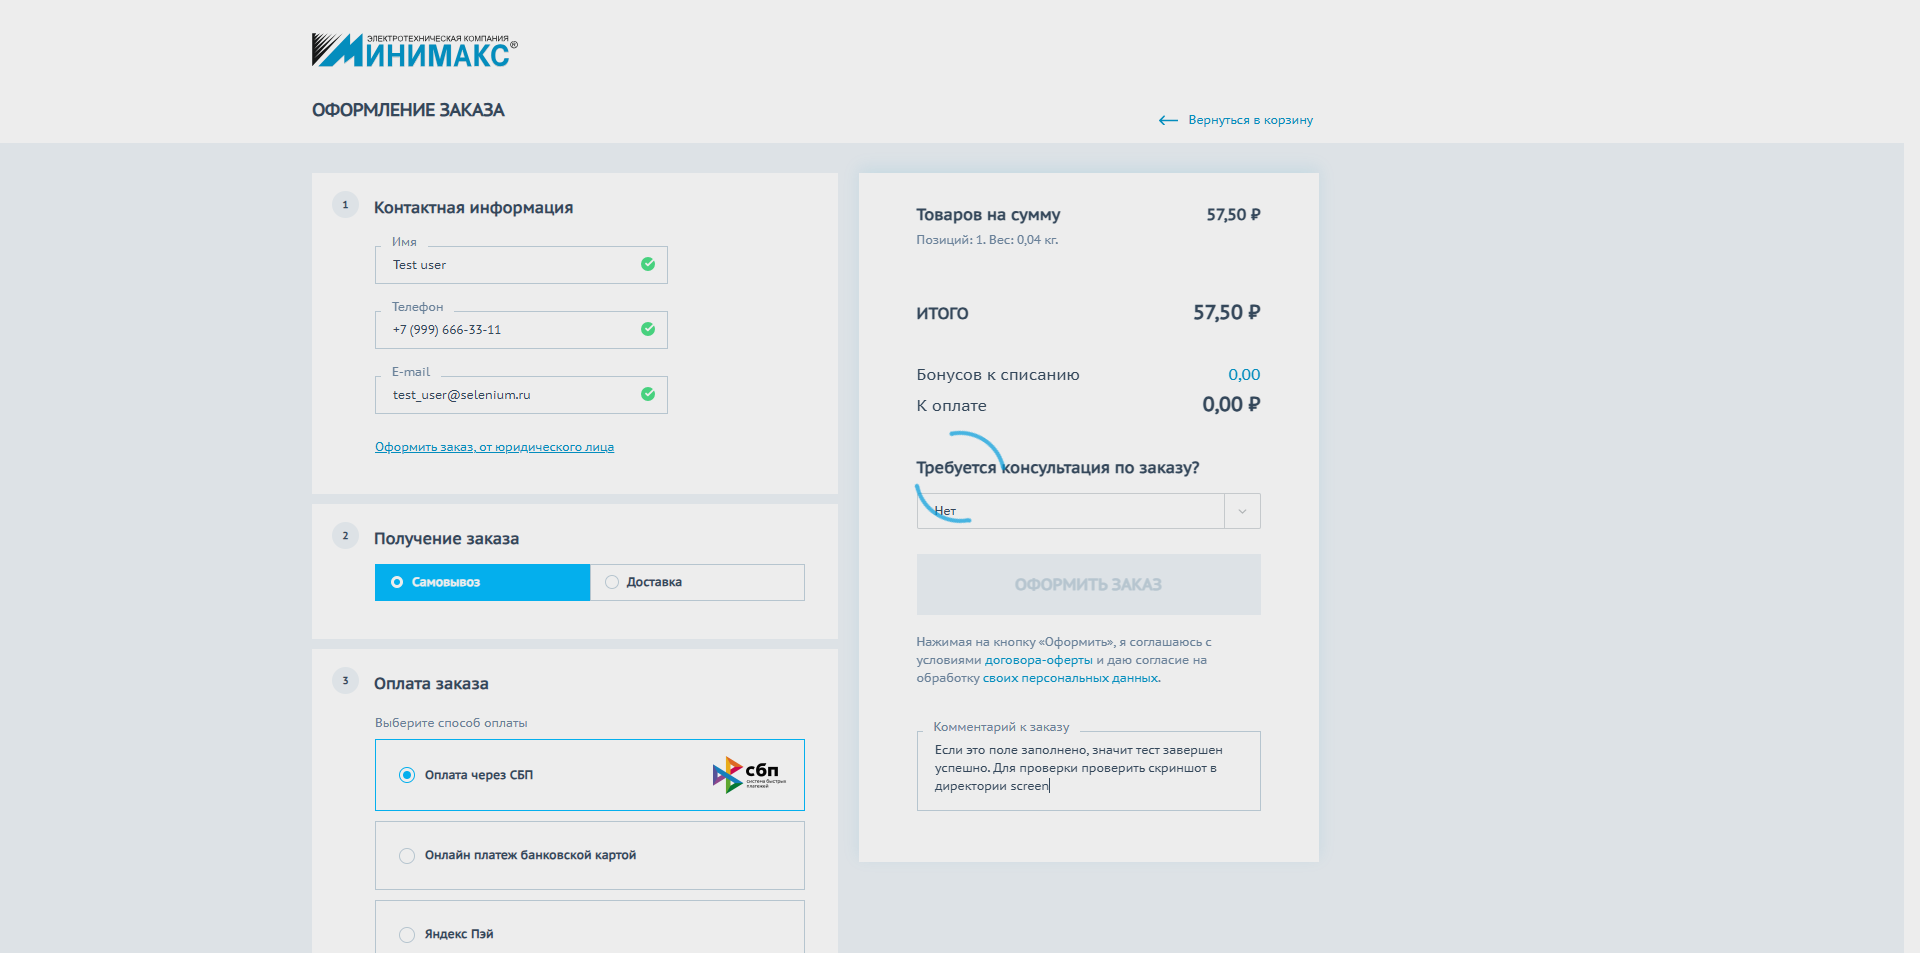 ЭЛЕКТРОТЕХНИЧЕСКАЯ КОМПАНИЯ
МИНИМАКС®
ОФОРМЛЕНИЕ ЗАКАЗА
Вернуться в корзину
1
Контактная информация
Имя
Test user
Телефон
+7 (999) 666-33-11
E-mail
test_user@selenium.ru
Оформить заказ, от юридического лица
2
Получение заказа
Самовывоз
Доставка
3
Оплата заказа
Выберите способ оплаты
Оплата через СБП
сбп
система быстрых
платежей
Онлайн платеж банковской картой
Яндекс Пэй
Товаров на сумму 57,50 ₽
Позиций: 1. Вес: 0,04 кг.
ИТОГО 57,50 ₽
Бонусов к списанию 0,00
К оплате 0,00 ₽
Требуется консультация по заказу?
Нет
ОФОРМИТЬ ЗАКАЗ
Нажимая на кнопку «Оформить», я соглашаюсь с
условиями договора-оферты и даю согласие на
обработку своих персональных данных.
Комментарий к заказу
Если это поле заполнено, значит тест завершен
успешно. Для проверки проверить скриншот в
директории screen